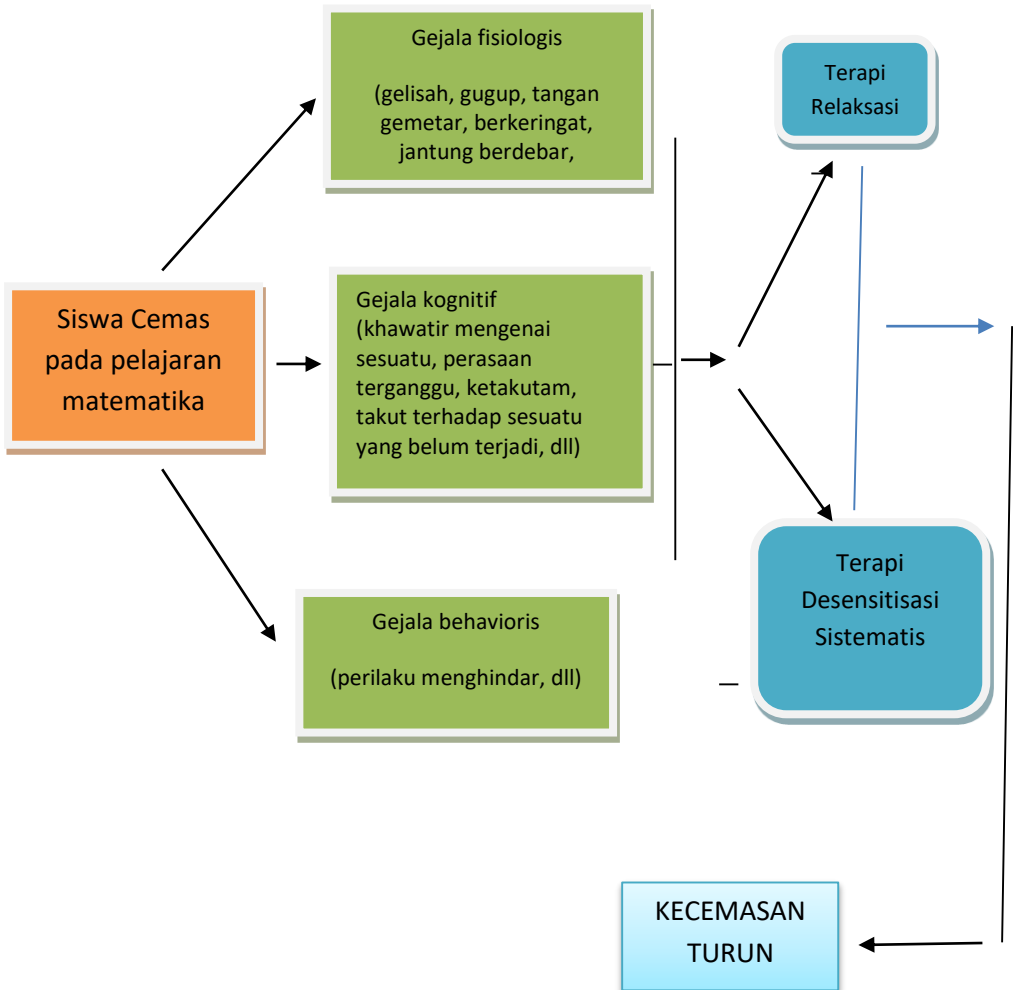 Gejala fisiologis
(gelisah, gugup, tangan
gemetar, berkeringat,
jantung berdebar,
Terapi
Relaksasi
Siswa Cemas
pada pelajaran
matematika
Gejala kognitif
(khawatir mengenai
sesuatu, perasaan
terganggu, ketakutam,
takut terhadap sesuatu
yang belum terjadi, dll)
Terapi
Desensitisasi
Sistematis
Gejala behavioris
(perilaku menghindar, dll)
KECEMASAN
TURUN